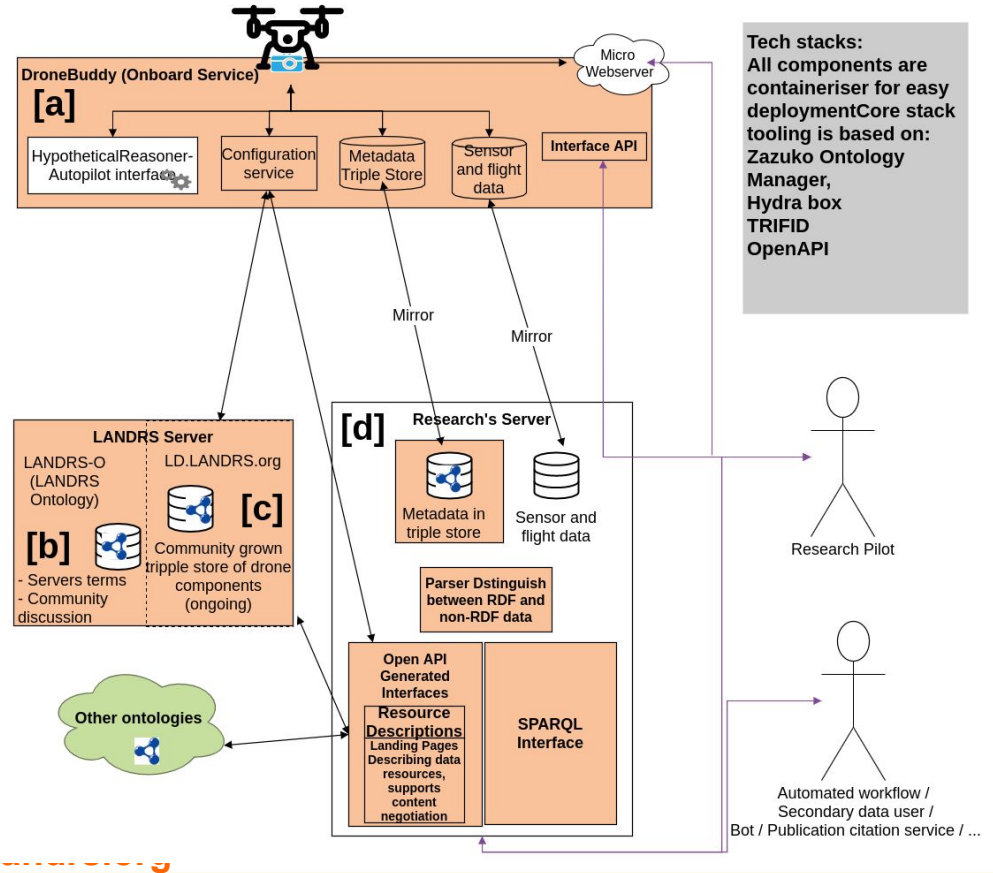 DroneBuddy (Onboard Service)
[a]
HypotheticalReasoner-
Autopilot interface
Configuration
service
Metadata
Triple Store
Sensor
and flight
data
Interface API
Micro
Webserver
Tech stacks:
All components are
containeriser for easy
deploymentCore stack
tooling is based on:
Zazuko Ontology
Manager,
Hydra box
TRIFID
OpenAPI
Mirror
Mirror
LANDRS Server
LANDRS-O
(LANDRS
Ontology)
[b]
- Servers terms
- Community
discussion
LD.LANDRS.org
[c]
Community grown
tripple store of drone
components
(ongoing)
[d]
Research's Server
Metadata in
triple store
Sensor and
flight data
Parser Dstinguish
between RDF and
non-RDF data
Open API
Generated
Interfaces
Resource
Descriptions
Landing Pages
Describing data
resources,
supports
content
negotiation
SPARQL
Interface
Other ontologies
Research Pilot
Automated workflow /
Secondary data user /
Bot / Publication citation service / ...